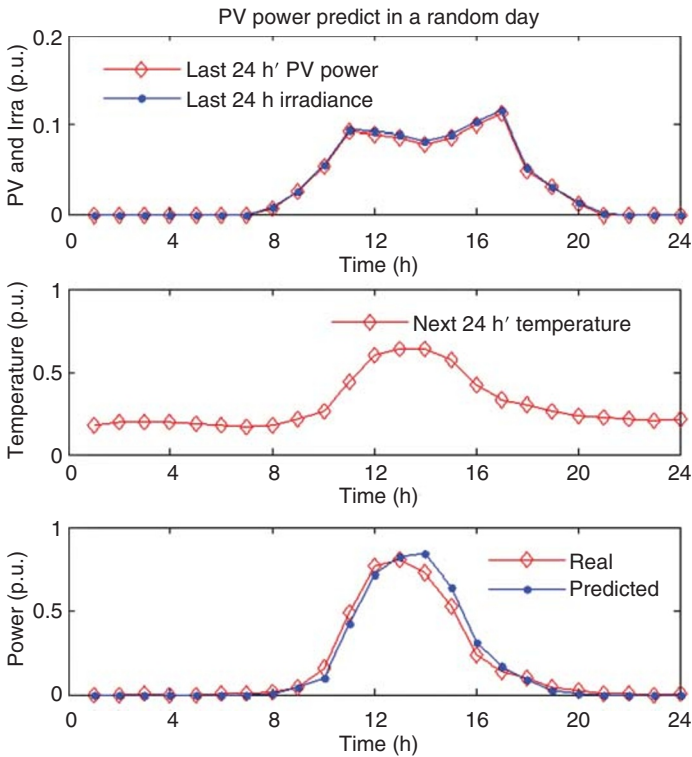 PV power predict in a random day
0.2
0.1
0
PV and Irra (p.u.)
Last 24 h′ PV power
Last 24 h irradiance
0 4 8 12 16 20 24
Time (h)
1
0.5
0
Temperature (p.u.)
Next 24 h′ temperature
0 4 8 12 16 20 24
Time (h)
1
0.5
0
Power (p.u.)
Real
Predicted
0 4 8 12 16 20 24
Time (h)